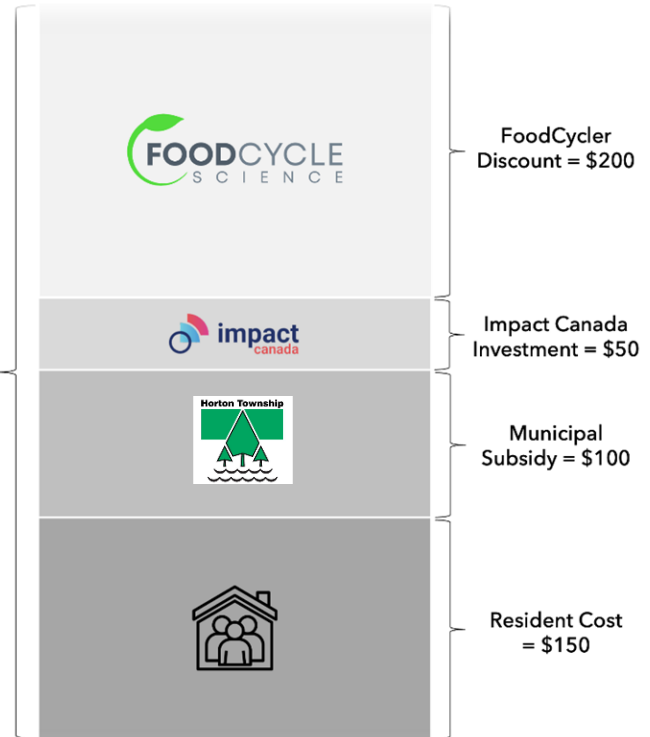 FOODCYCLE
SCIENCE
FoodCycler
Discount = $200
impact
canada
Impact Canada
Investment = $50
Horton Township
Municipal
Subsidy = $100
Resident Cost
= $150